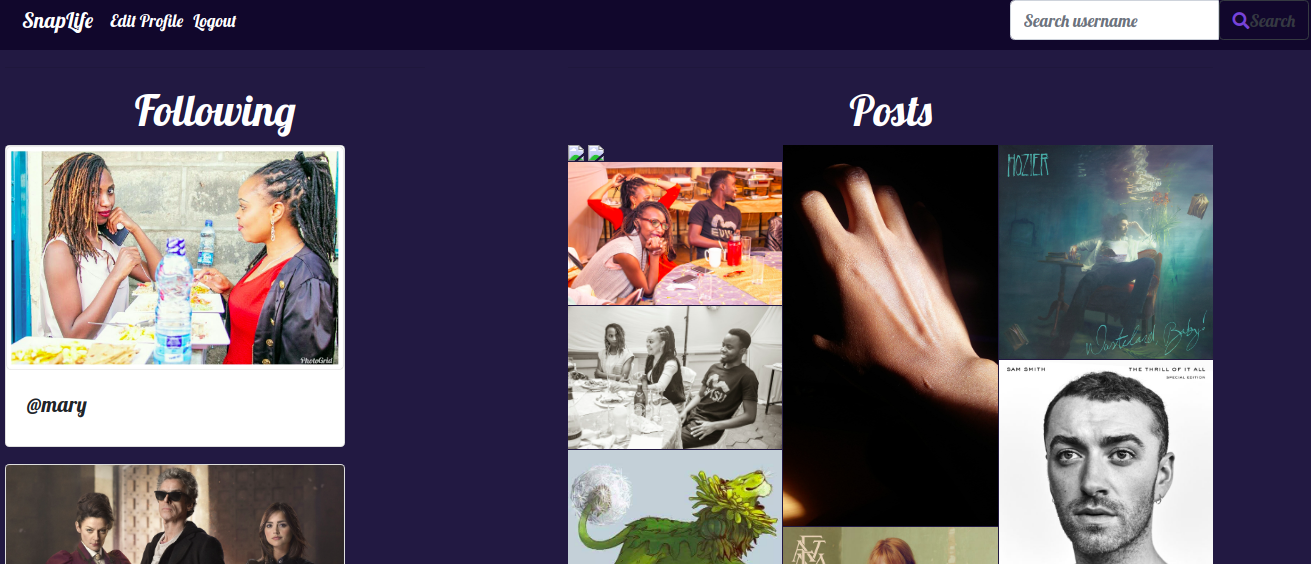 SnapLife Edit Profile Logout Search username Search
Following
Posts
PhotoGrid
@mary
HOZIER
Wasteland, Baby!
SAM SMITH THE THRILL OF IT ALL
SPECIAL EDITION